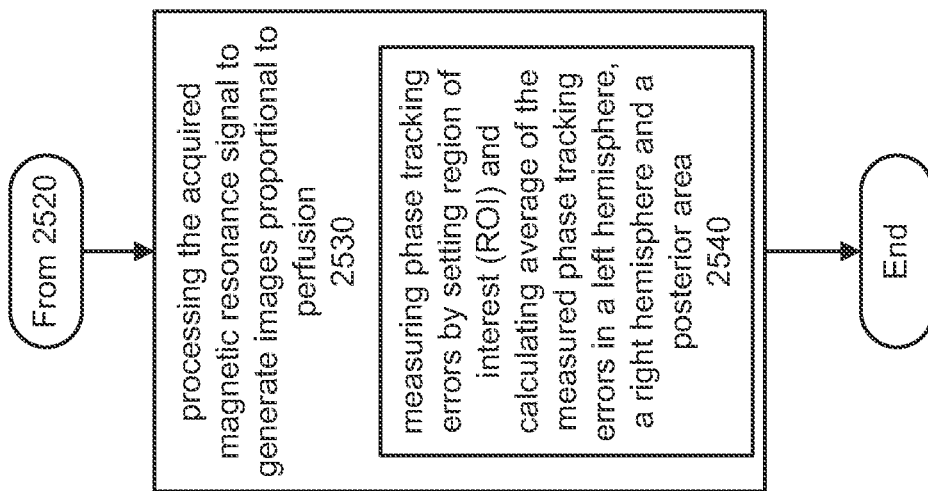 From 2520
processing the acquired
magnetic resonance signal to
generate images proportional to
perfusion
2530
measuring phase tracking
errors by setting region of
interest (ROI) and
calculating average of the
measured phase tracking
errors in a left hemisphere,
a right hemisphere and a
posterior area
2540
End